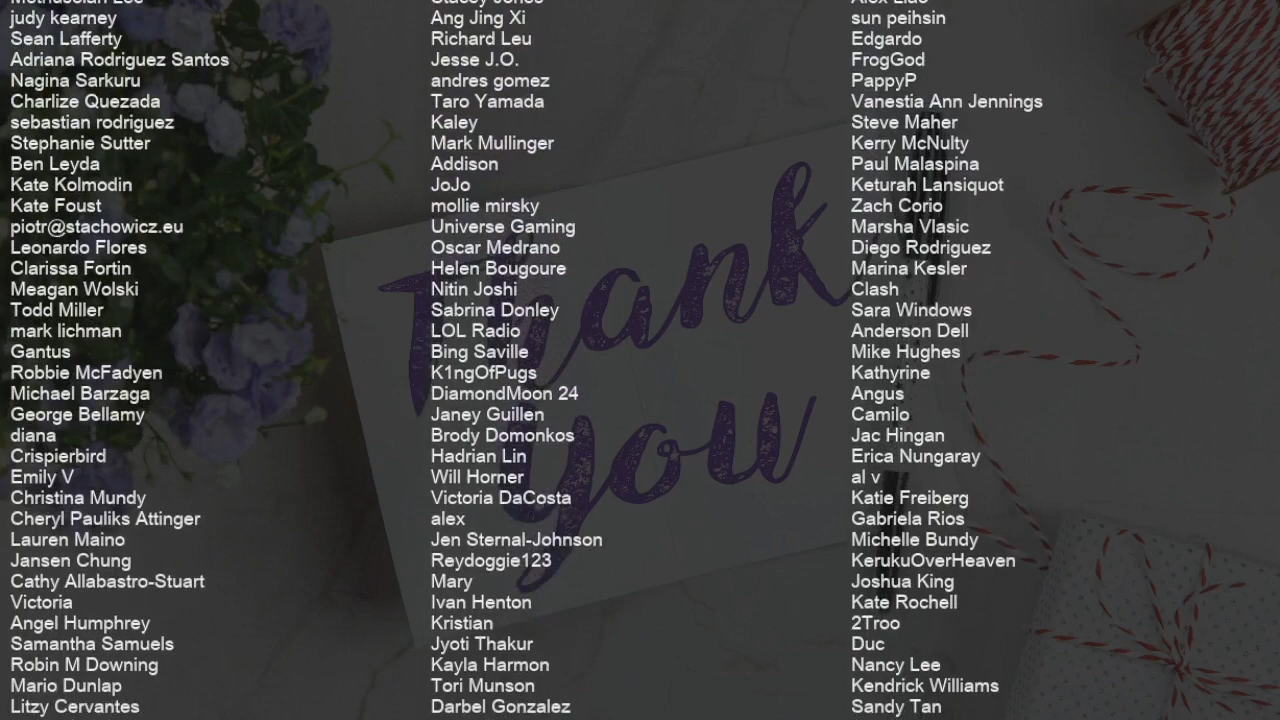 judy kearney
Sean Lafferty
Adriana Rodriguez Santos
Nagina Sarkuru
Charlize Quezada
sebastian rodriguez
Stephanie Sutter
Ben Leyda
Kate Kolmodin
Kate Foust
piotr@stachowicz.eu
Leonardo Flores
Clarissa Fortin
Meagan Wolski
Todd Miller
mark lichman
Gantus
Robbie McFadyen
Michael Barzaga
George Bellamy
diana
Crispierbird
Emily V
Christina Mundy
Cheryl Pauliks Attinger
Lauren Maino
Jansen Chung
Cathy Allabastro-Stuart
Victoria
Angel Humphrey
Samantha Samuels
Robin M Downing
Mario Dunlap
Litzy Cervantes
Ang Jing Xi
Richard Leu
Jesse J.O.
andres gomez
Taro Yamada
Kaley
Mark Mullinger
Addison
JoJo
mollie mirsky
Universe Gaming
Oscar Medrano
Helen Bougoure
Nitin Joshi
Sabrina Donley
LOL Radio
Bing Saville
K1ngOfPugs
DiamondMoon 24
Janey Guillen
Brody Domonkos
Hadrian Lin
Will Horner
Victoria DaCosta
alex
Jen Sternal-Johnson
Reydoggie123
Mary
Ivan Henton
Kristian
Jyoti Thakur
Kayla Harmon
Tori Munson
Darbel Gonzalez
sun peihsin
Edgardo
FrogGod
PappyP
Vanestia Ann Jennings
Steve Maher
Kerry McNulty
Paul Malaspina
Keturah Lansiquot
Zach Corio
Marsha Vlasic
Diego Rodriguez
Marina Kesler
Clash
Sara Windows
Anderson Dell
Mike Hughes
Kathyrine
Angus
Camilo
Jac Hingan
Erica Nungaray
al v
Katie Freiberg
Gabriela Rios
Michelle Bundy
KerukuOverHeaven
Joshua King
Kate Rochell
2Troo
Duc
Nancy Lee
Kendrick Williams
Sandy Tan
Thank
you